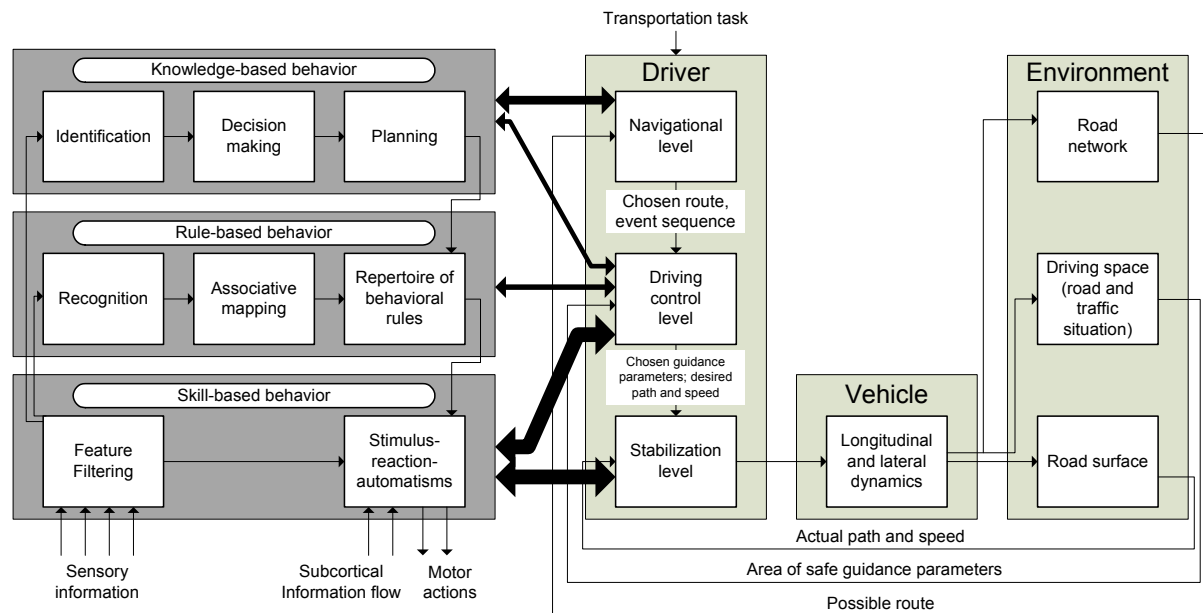 Transportation task
Knowledge-based behavior
Identification
Decision
making
Planning
Rule-based behavior
Recognition
Associative
mapping
Repertoire of
behavioral
rules
Skill-based behavior
Feature
Filtering
Stimulus-
reaction-
automatisms
Sensory
information
Subcortical
Information flow
Motor
actions
Driver
Navigational
level
Chosen route,
event sequence
Driving
control
level
Chosen guidance
parameters; desired
path and speed
Stabilization
level
Vehicle
Longitudinal
and lateral
dynamics
Environment
Road
network
Driving space
(road and
traffic
situation)
Road surface
Actual path and speed
Area of safe guidance parameters
Possible route